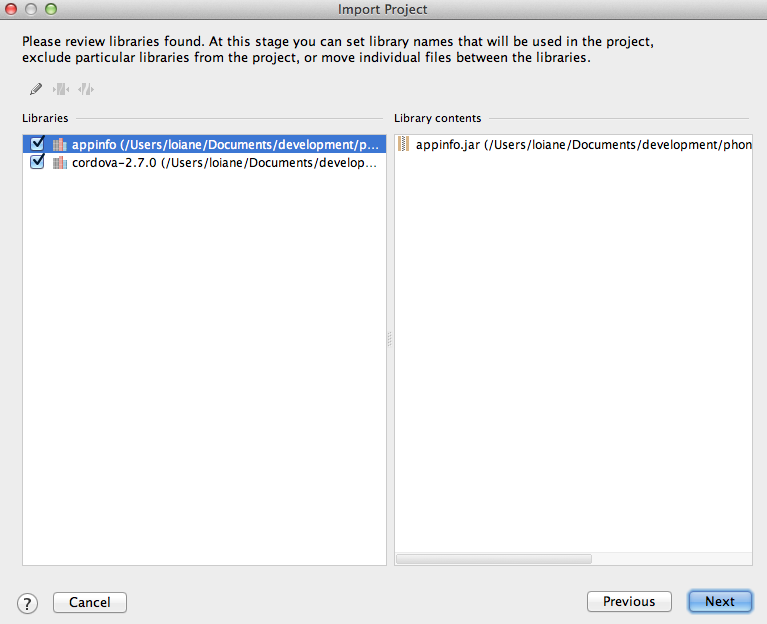 Import Project
Please review libraries found. At this stage you can set library names that will be used in the project,
exclude particular libraries from the project, or move individual files between the libraries.
Libraries
appinfo (/Users/loiane/Documents/development/p...
cordova-2.7.0 (/Users/loiane/Documents/develop...
Library contents
appinfo.jar (/Users/loiane/Documents/development/phon
?
Cancel
Previous
Next